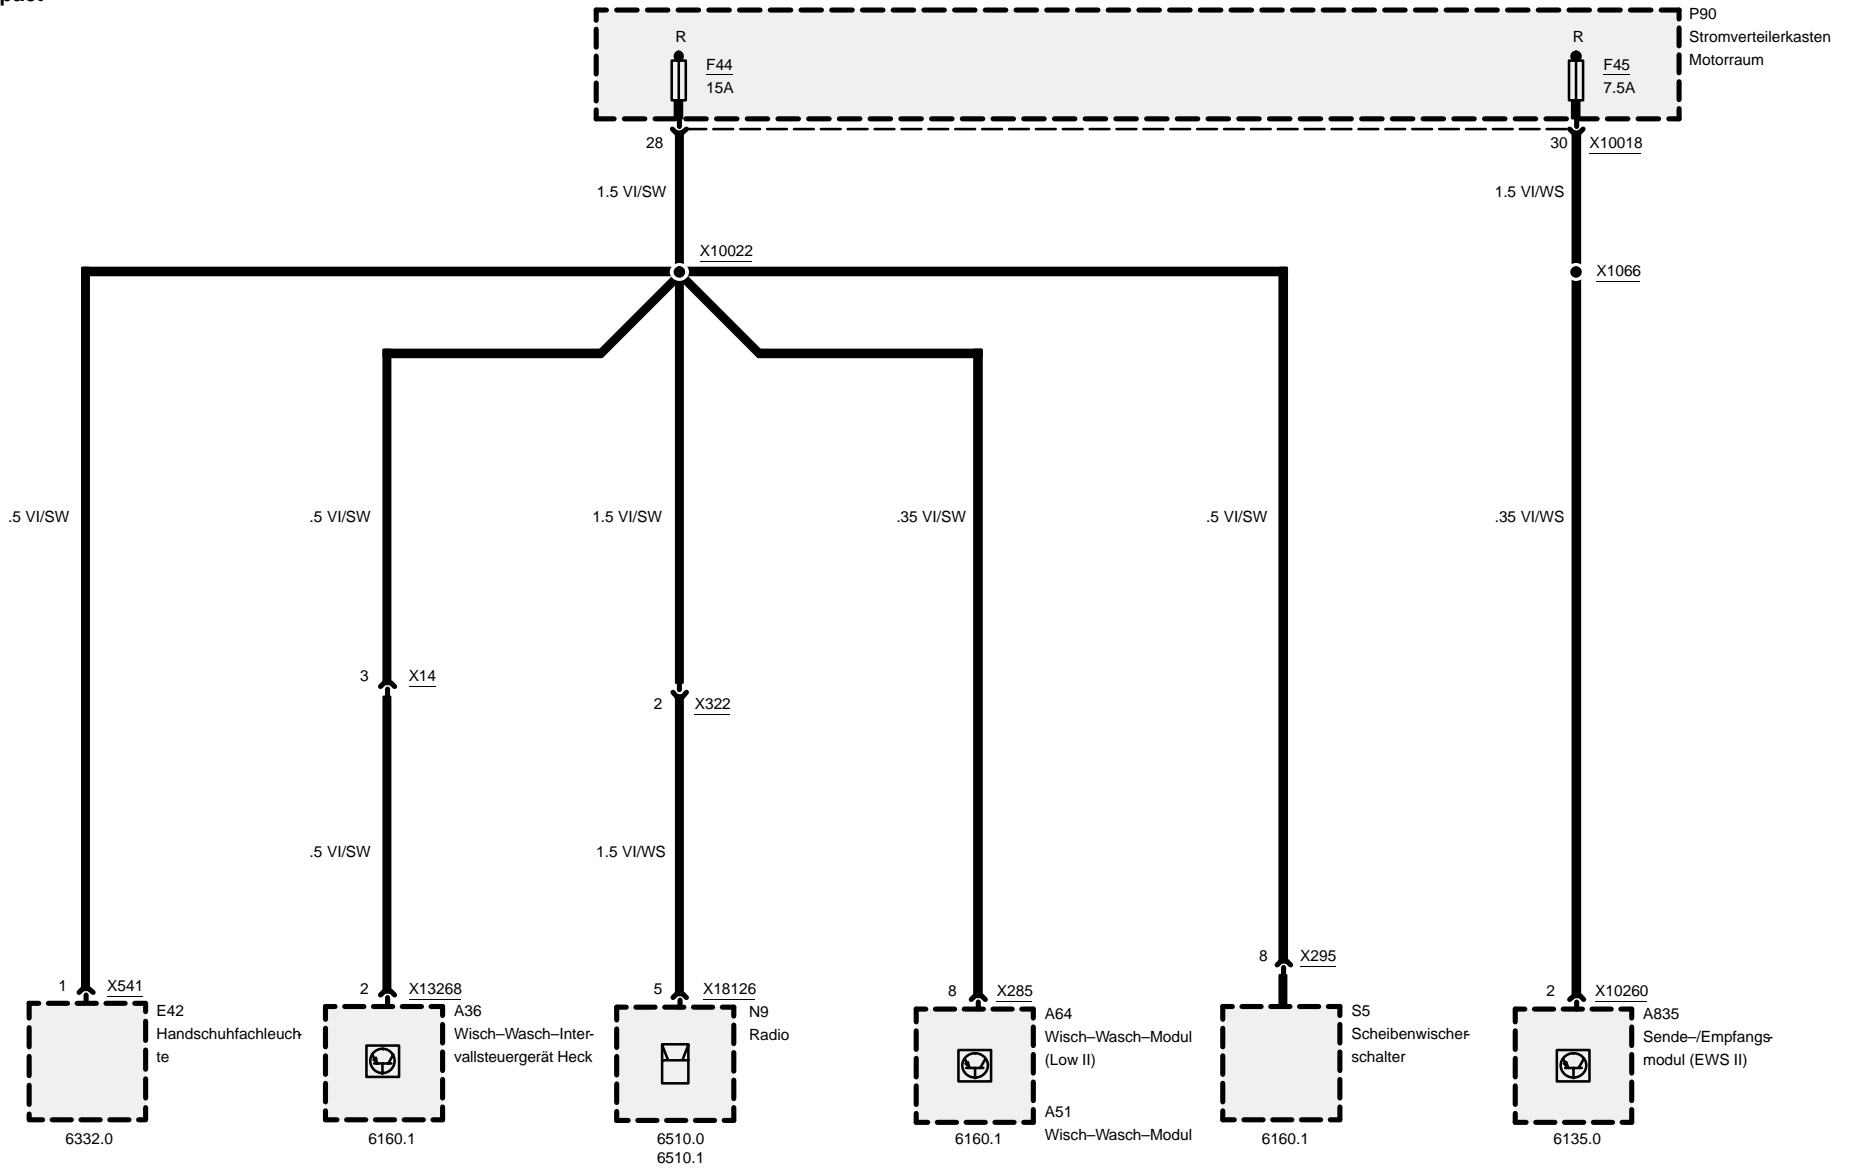 P90
Stromverteilerkasten
Motorraum
R
F44
15A
R
F45
7.5A
28
30
X10018
1.5 VI/SW
1.5 VI/WS
X10022
X1066
.5 VI/SW
.5 VI/SW
1.5 VI/SW
.35 VI/SW
.5 VI/SW
.35 VI/WS
3
X14
2
X322
.5 VI/SW
1.5 VI/WS
8
X295
1
X541
2
X13268
5
X18126
8
X285
2
X10260
E42
Handschuhfachleuch-
te
6332.0
A36
Wisch–Wasch–Inter-
vallsteuergerät Heck
6160.1
N9
Radio
6510.0
6510.1
A64
Wisch–Wasch–Modul
(Low II)
A51
Wisch–Wasch–Modul
6160.1
S5
Scheibenwischer-
schalter
6160.1
A835
Sende–/Empfangs-
modul (EWS II)
6135.0